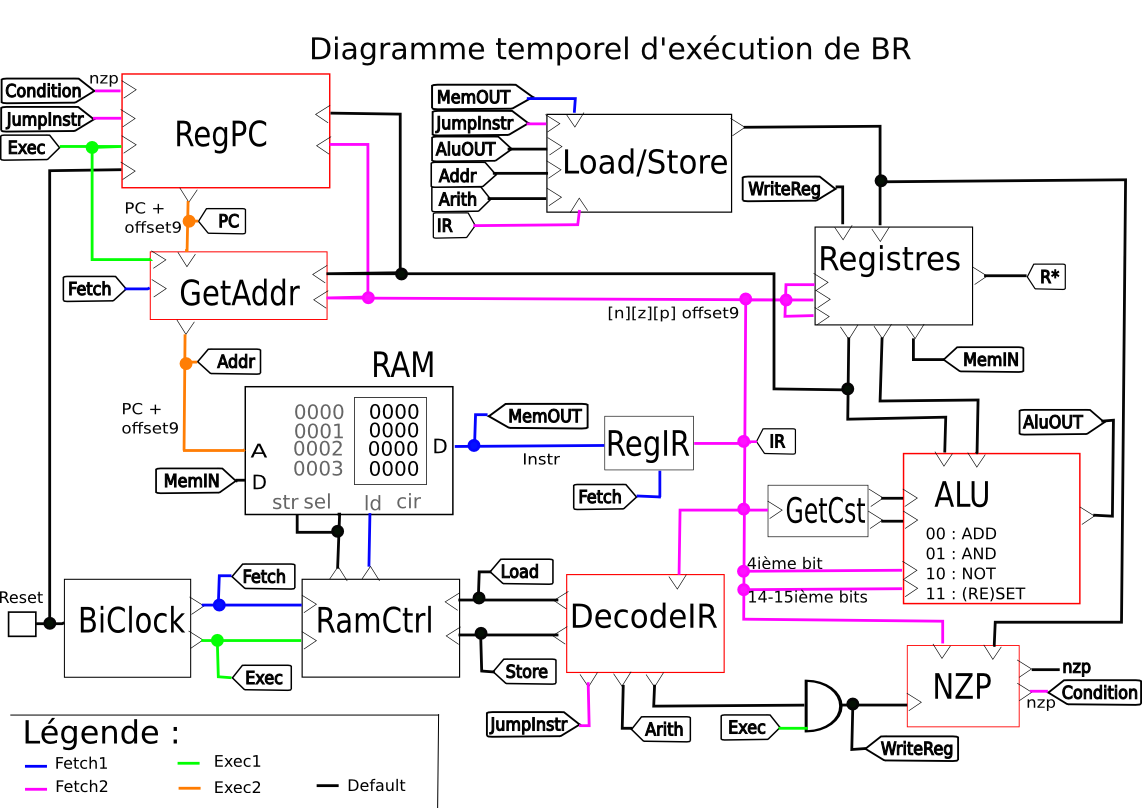 Diagramme temporel d'exécution de BR
Condition
nzp
JumpInstr
Exec
RegPC
PC +
offset9
PC
MemOUT
JumpInstr
AluOUT
Addr
Arith
IR
Load/Store
WriteReg
Registres
R*
MemIN
Fetch
GetAddr
[n][z][p] offset9
Addr
PC +
offset9
RAM
0000 0000
0001 0000
0002 0000
0003 0000
A
D
D
str sel ld cir
MemIN
MemOUT
Instr
RegIR
Fetch
IR
AluOUT
GetCst
ALU
00 : ADD
01 : AND
10 : NOT
11 : (RE)SET
4ième bit
14-15ième bits
Reset
BiClock
Fetch
Exec
RamCtrl
Load
Store
DecodeIR
JumpInstr
Arith
Exec
WriteReg
NZP
nzp
Condition
nzp
Légende :
Fetch1
Exec1
Fetch2
Exec2
Default